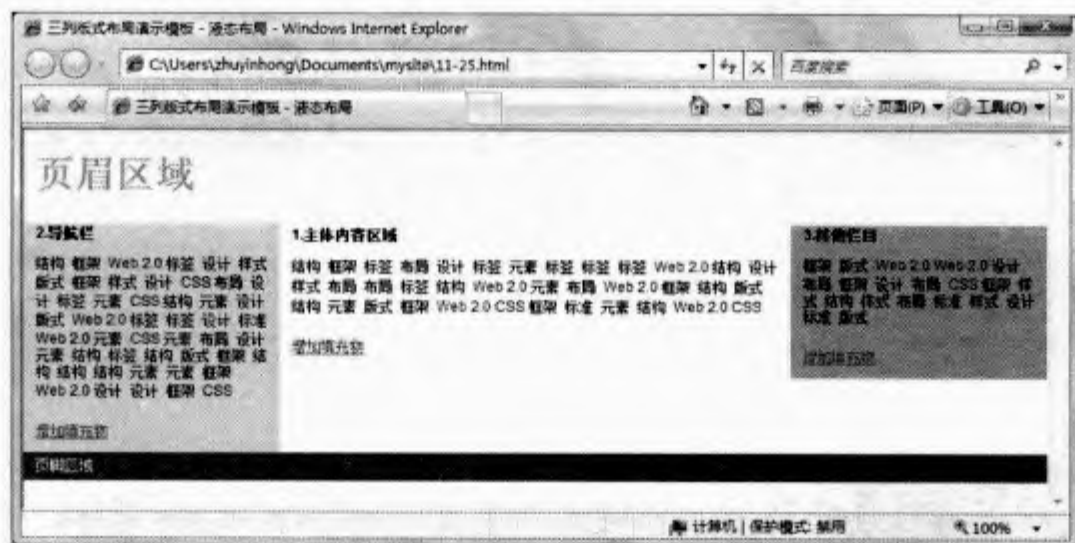 三列版式布局演示模板 - 液态布局 - Windows Internet Explorer
C:\Users\zhuyinhong\Documents\mysite\11-25.html
百度搜索
三列版式布局演示模板 - 液态布局
页面(P)
工具(O)
页眉区域
2.导航栏
结构 框架 Web 2.0 标签 设计 样式
版式 框架 样式 设计 CSS 布局 设
计 标签 元素 CSS 结构 元素 设计
版式 Web 2.0 标签 标签 设计 标准
Web 2.0 元素 CSS 元素 布局 设计
元素 结构 标签 结构 版式 框架 结
构 结构 结构 元素 元素 框架
Web 2.0 设计 设计 框架 CSS
增加填充物
1.主体内容区域
结构 框架 标签 布局 设计 标签 元素 标签 标签 标签 Web 2.0 结构 设计
样式 布局 布局 标签 结构 Web 2.0 元素 布局 Web 2.0 框架 结构 版式
结构 元素 版式 框架 Web 2.0 CSS 框架 标准 元素 结构 Web 2.0 CSS
增加填充物
3.其他栏目
框架 版式 Web 2.0 Web 2.0 设计
布局 框架 设计 布局 CSS 框架 样
式 结构 样式 布局 标准 样式 设计
标准 版式
增加填充物
页脚区域
计算机 | 保护模式: 禁用
100%